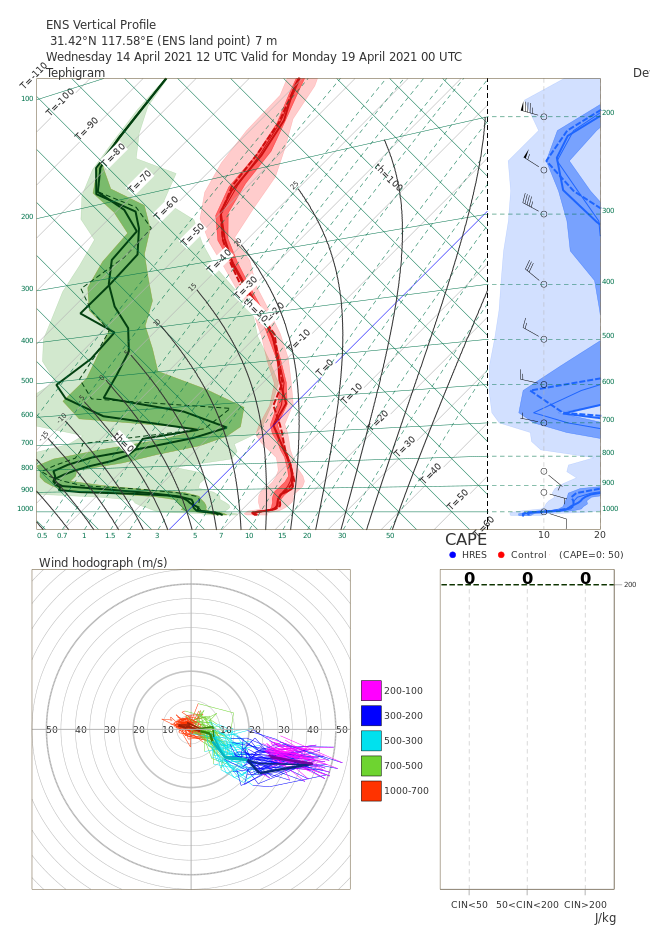 ENS Vertical Profile
31.42°N 117.58°E (ENS land point) 7 m
Wednesday 14 April 2021 12 UTC Valid for Monday 19 April 2021 00 UTC
Tephigram
De
T=-110
T=-100
T=-90
T=-80
T=-70
T=-60
T=-50
T=-40
T=-30
T=-20
T=-10
T=0
T=10
T=20
T=30
T=40
T=50
T=60
th=100
th=50
th=0
25
20
15
10
5
100
200
300
400
500
600
700
800
900
1000
0.5 0.7 1 1.5 2 3 5 7 10 15 20 30 50
200
300
400
500
600
700
800
900
1000
10 20
CAPE
HRES Control (CAPE=0: 50)
Wind hodograph (m/s)
0 0 0
200
50 40 30 20 10 0 10 20 30 40 50
200-100
300-200
500-300
700-500
1000-700
CIN<50 50<CIN<200 CIN>200
J/kg